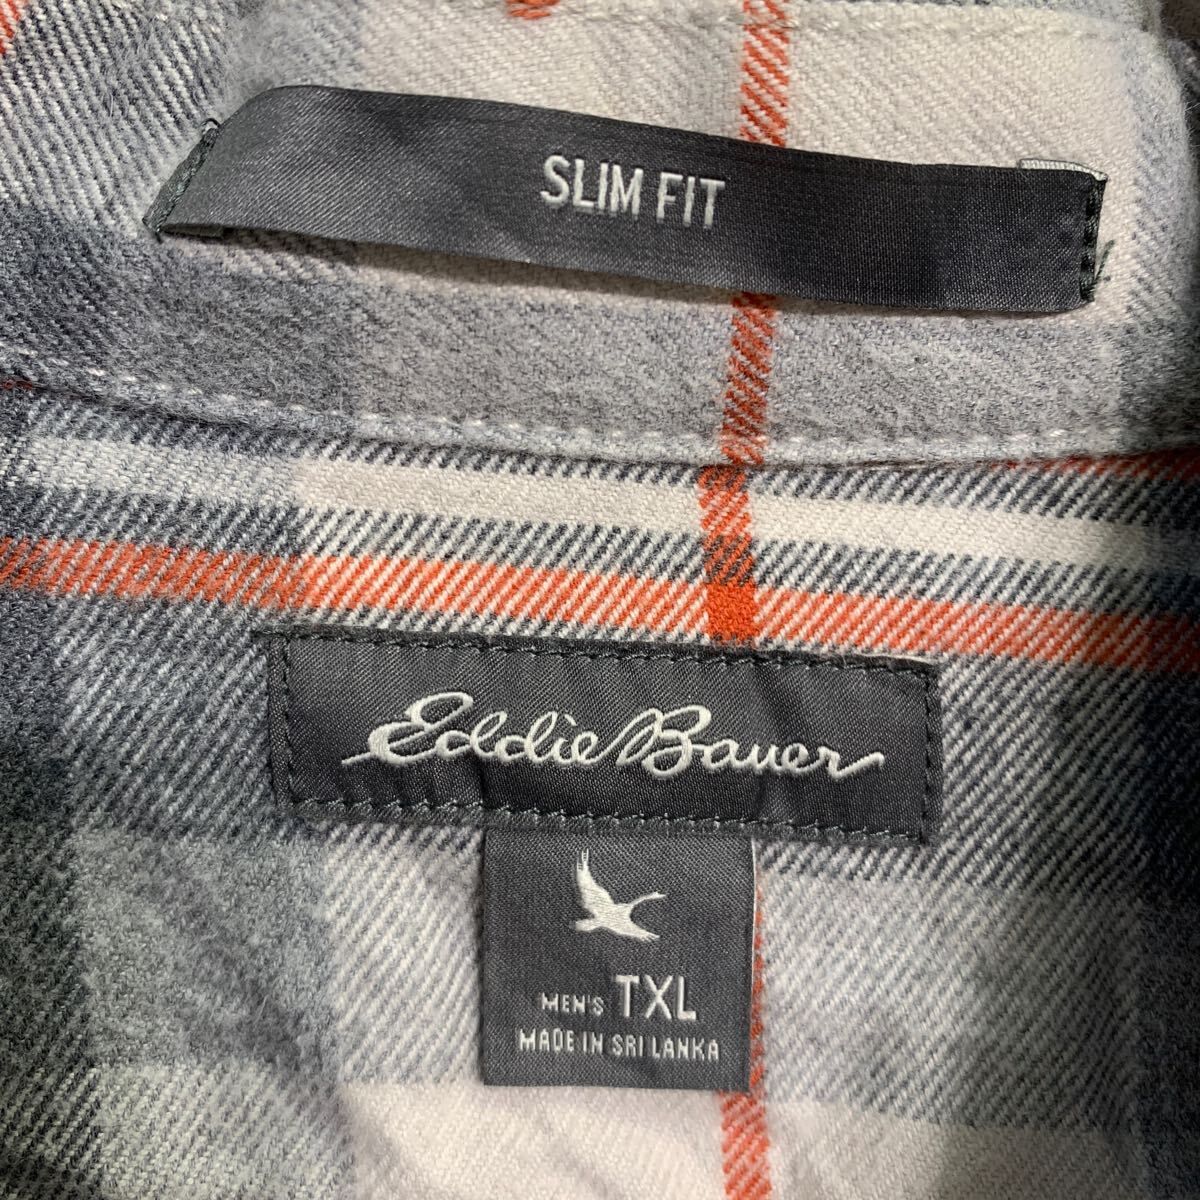 SLIM FIT
Eddie Bauer
MEN'S TXL
MADE IN SRI LANKA